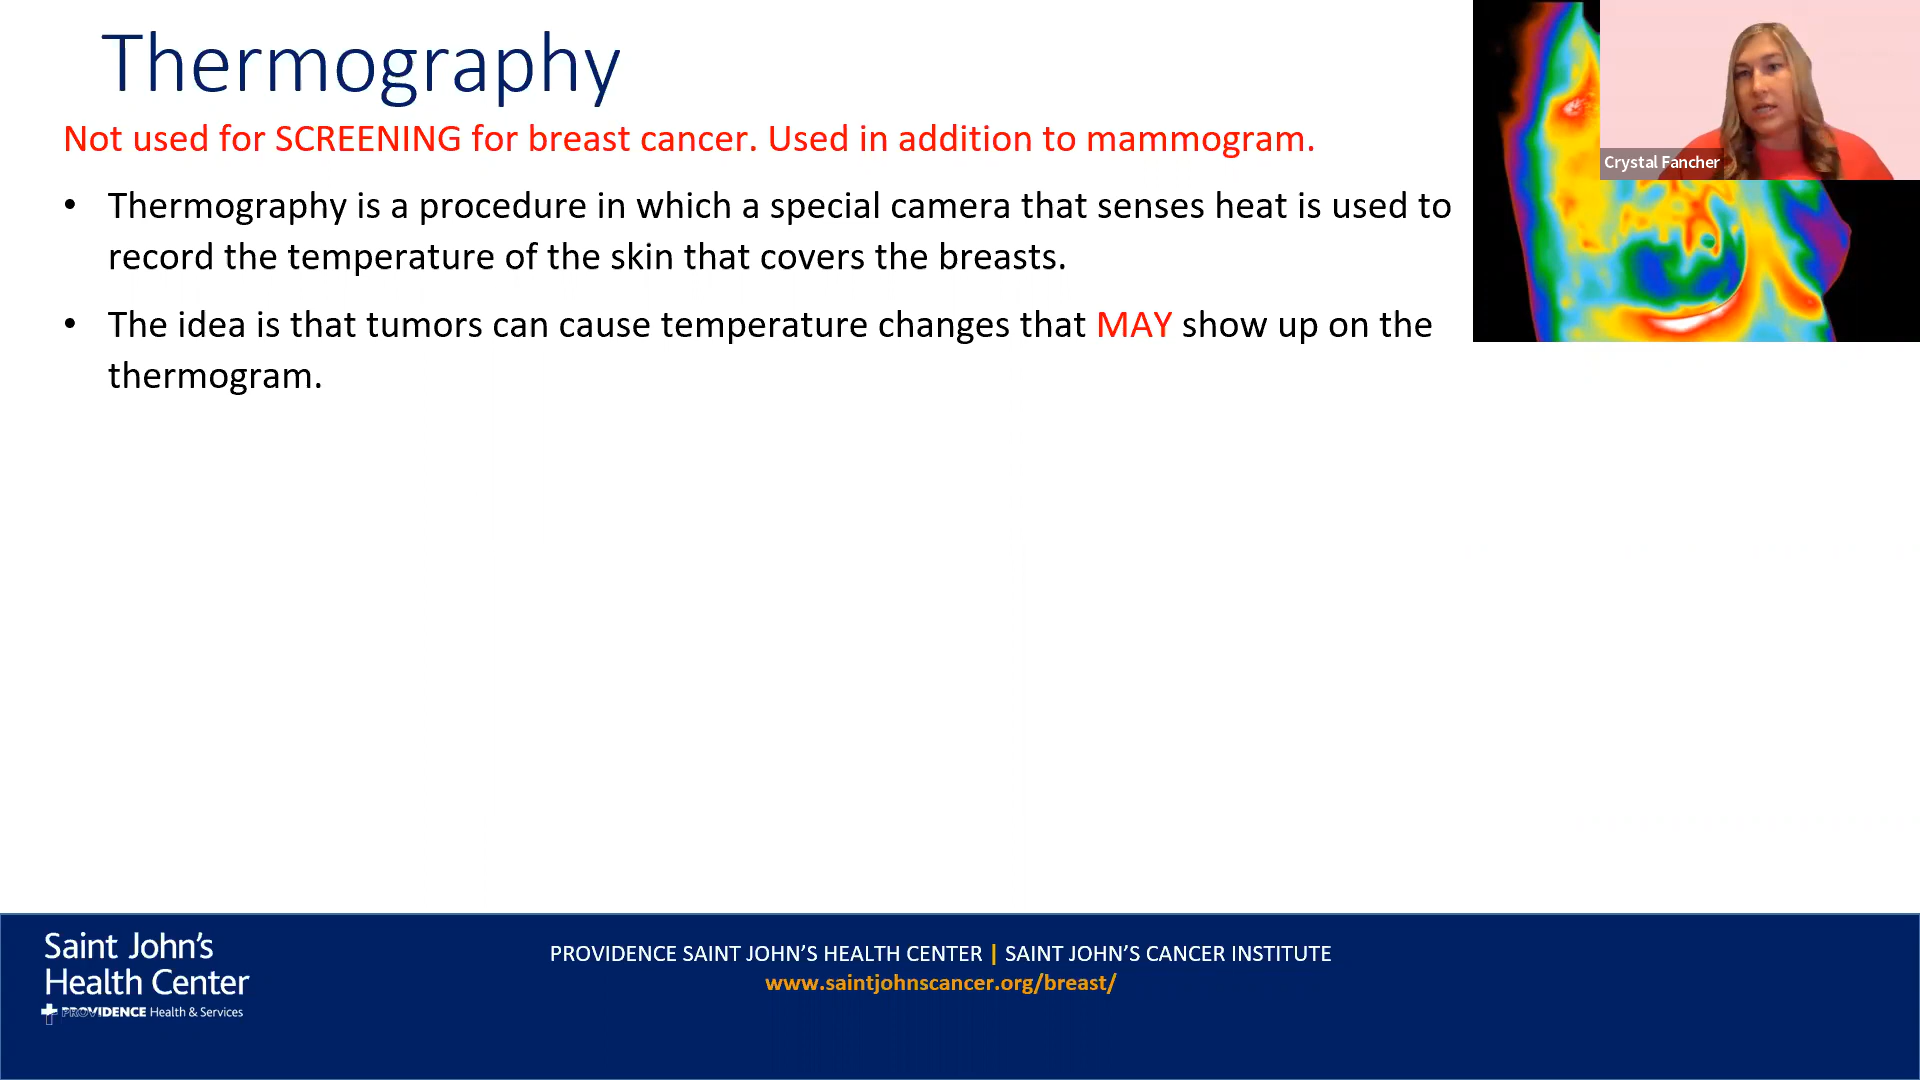 Thermography
Not used for SCREENING for breast cancer. Used in addition to mammogram.
• Thermography is a procedure in which a special camera that senses heat is used to
record the temperature of the skin that covers the breasts.
• The idea is that tumors can cause temperature changes that MAY show up on the
thermogram.
Crystal Fancher
Saint John’s
Health Center
PROVIDENCE Health & Services
PROVIDENCE SAINT JOHN’S HEALTH CENTER | SAINT JOHN’S CANCER INSTITUTE
www.saintjohnscancer.org/breast/